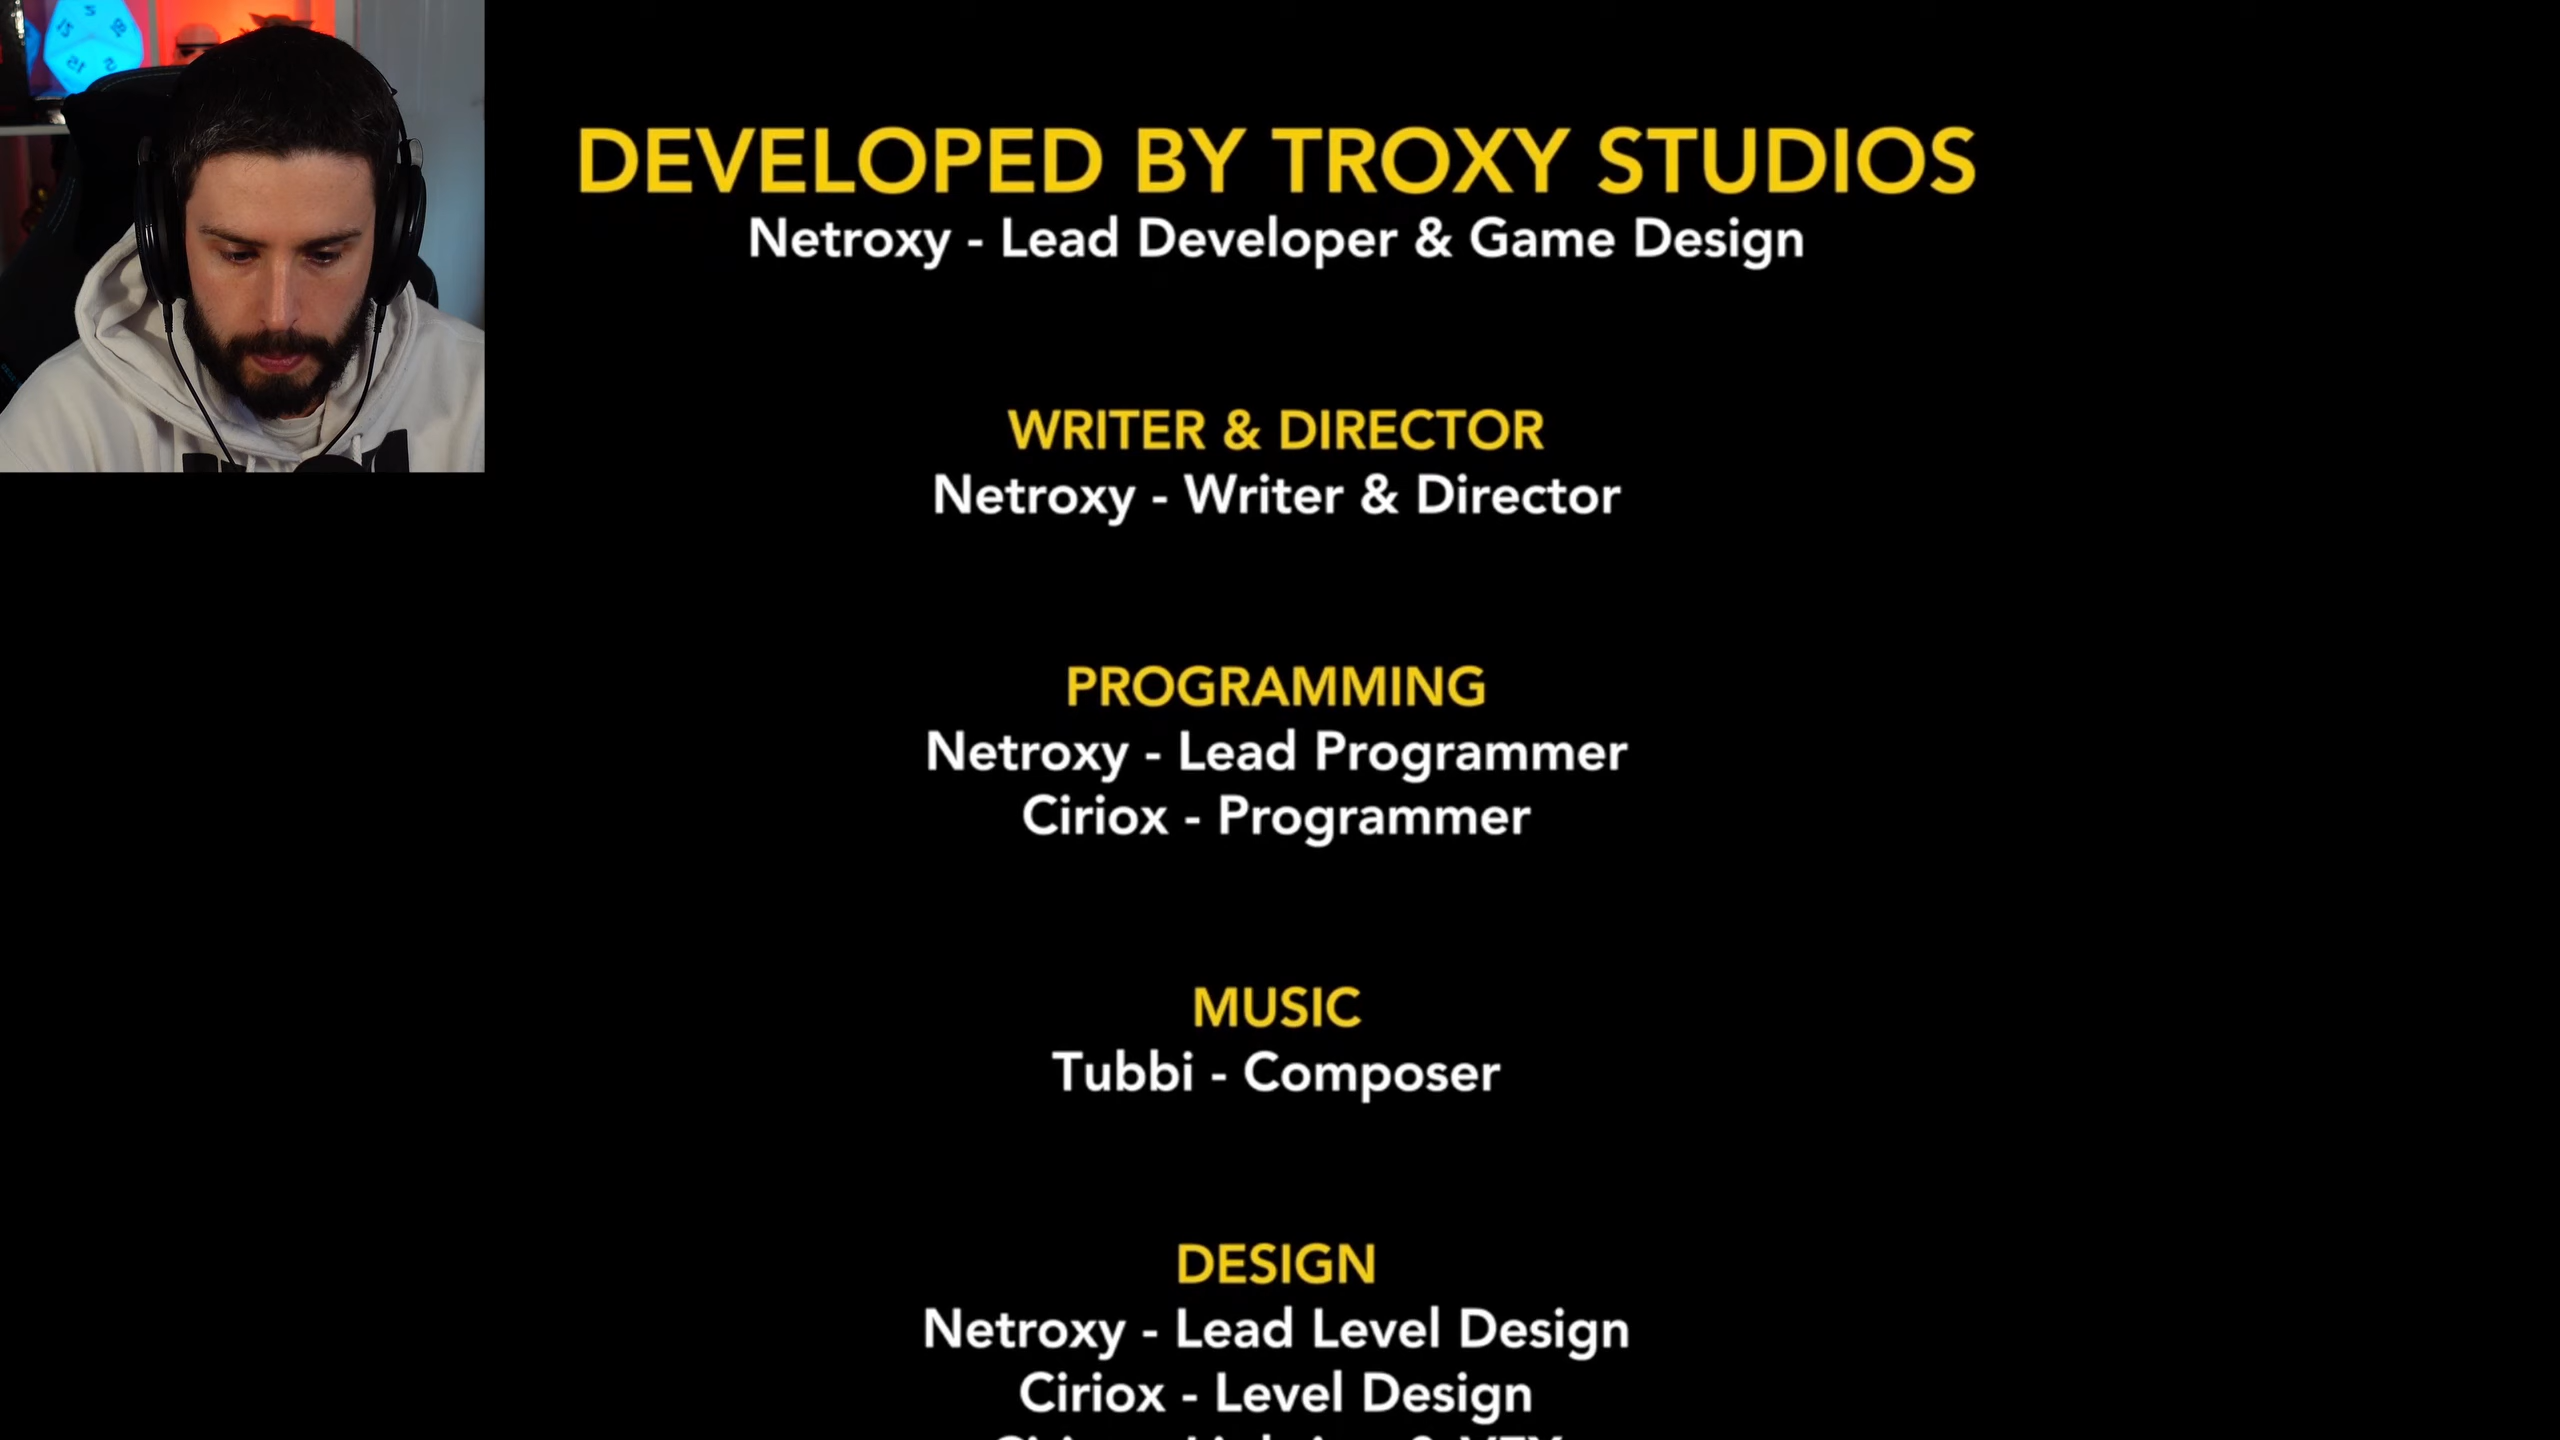 DEVELOPED BY TROXY STUDIOS
Netroxy - Lead Developer & Game Design
WRITER & DIRECTOR
Netroxy - Writer & Director
PROGRAMMING
Netroxy - Lead Programmer
Ciriox - Programmer
MUSIC
Tubbi - Composer
DESIGN
Netroxy - Lead Level Design
Ciriox - Level Design